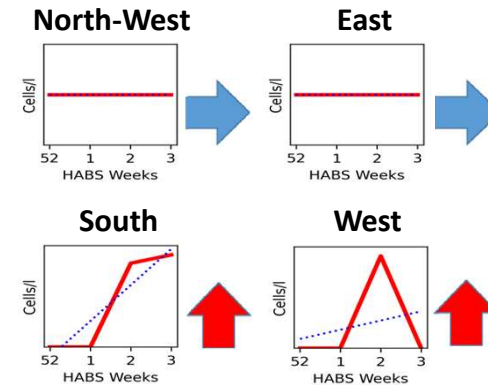 North-West
Cells/l
52 1 2 3
HABS Weeks
East
Cells/l
52 1 2 3
HABS Weeks
South
Cells/l
52 1 2 3
HABS Weeks
West
Cells/l
52 1 2 3
HABS Weeks